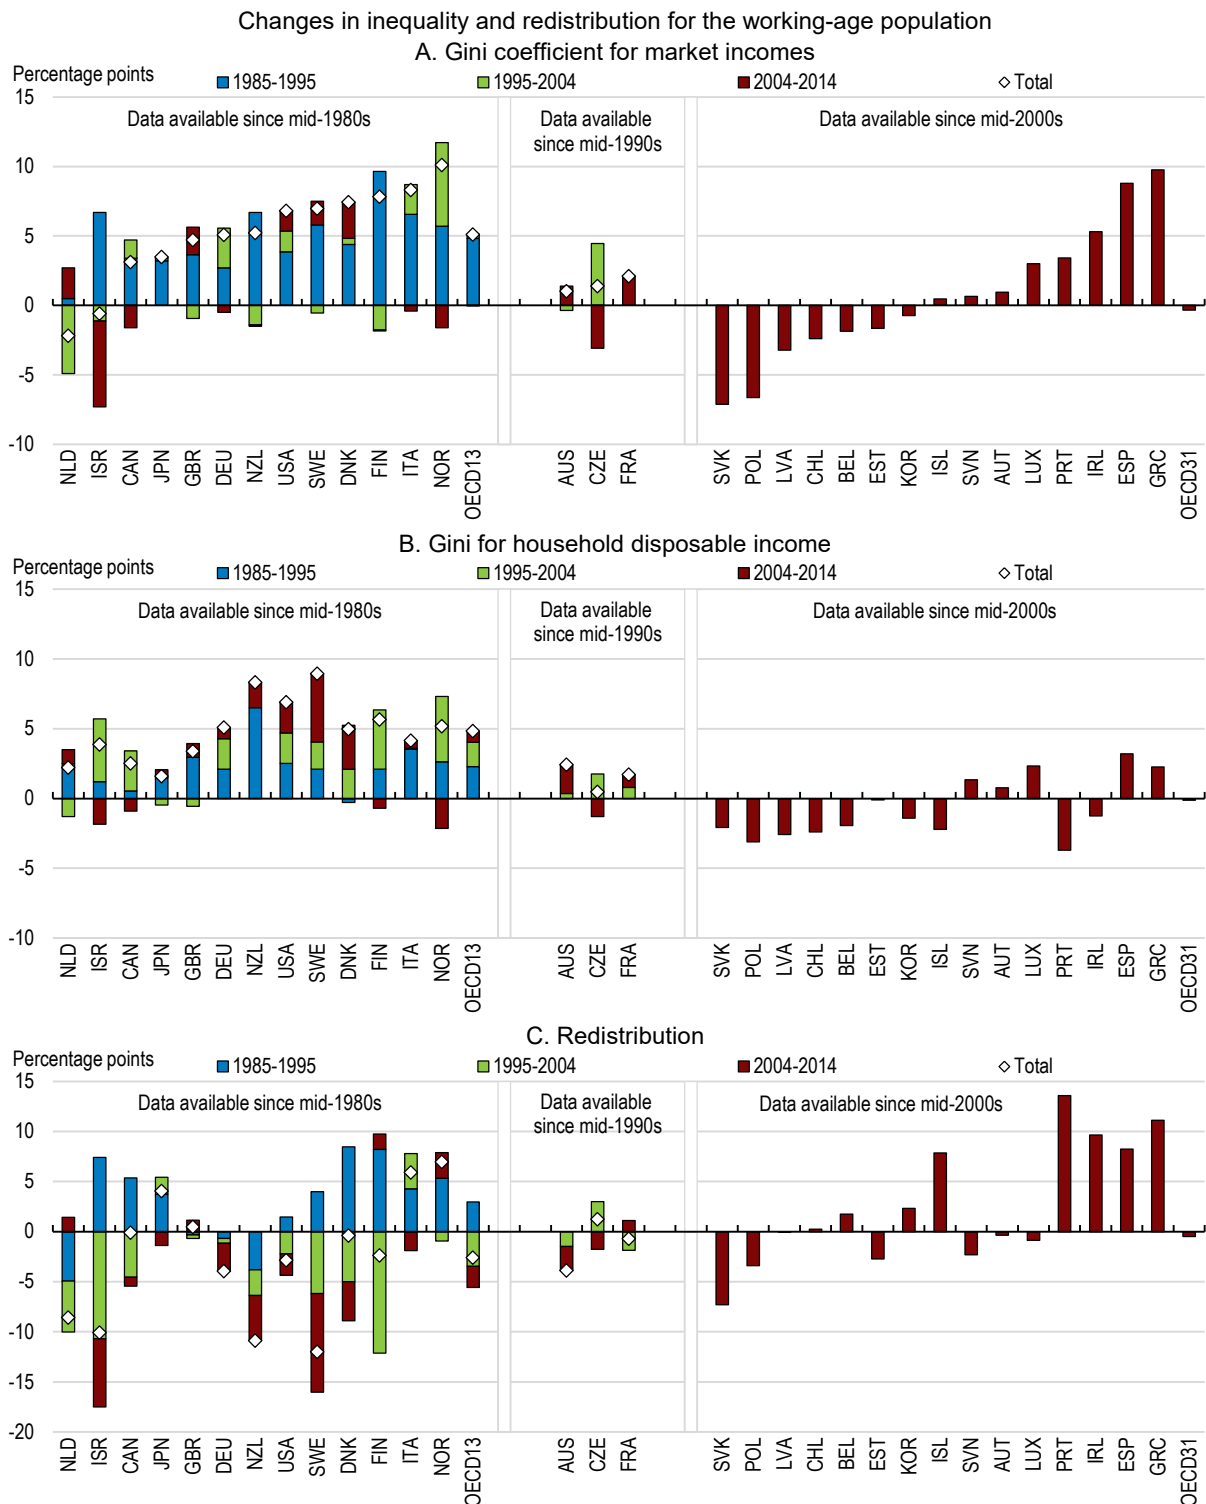 Changes in inequality and redistribution for the working-age population
A. Gini coefficient for market incomes
Percentage points
1985-1995 1995-2004 2004-2014 Total
15
10
5
0
-5
-10
Data available since mid-1980s
Data available
since mid-1990s
Data available since mid-2000s
NLD ISR CAN JPN GBR DEU NZL USA SWE DNK FIN ITA NOR OECD13 AUS CZE FRA SVK POL LVA CHL BEL EST KOR ISL SVN AUT LUX PRT IRL ESP GRC OECD31
B. Gini for household disposable income
Percentage points
1985-1995 1995-2004 2004-2014 Total
15
10
5
0
-5
-10
Data available since mid-1980s
Data available
since mid-1990s
Data available since mid-2000s
NLD ISR CAN JPN GBR DEU NZL USA SWE DNK FIN ITA NOR OECD13 AUS CZE FRA SVK POL LVA CHL BEL EST KOR ISL SVN AUT LUX PRT IRL ESP GRC OECD31
C. Redistribution
Percentage points
1985-1995 1995-2004 2004-2014 Total
15
10
5
0
-5
-10
-15
-20
Data available since mid-1980s
Data available
since mid-1990s
Data available since mid-2000s
NLD ISR CAN JPN GBR DEU NZL USA SWE DNK FIN ITA NOR OECD13 AUS CZE FRA SVK POL LVA CHL BEL EST KOR ISL SVN AUT LUX PRT IRL ESP GRC OECD31